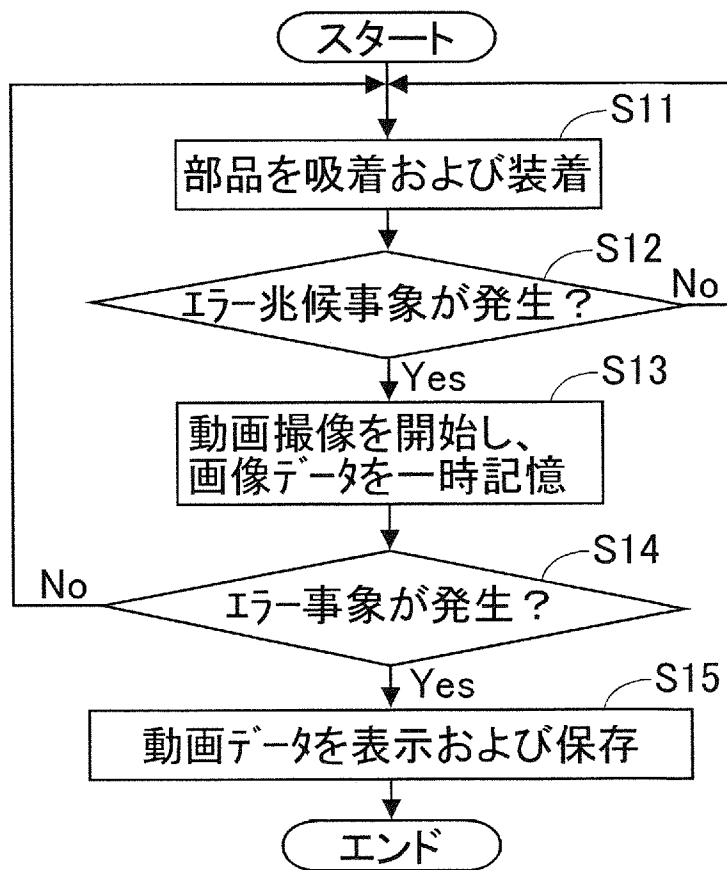 スタート
S11
部品を吸着および装着
S12
エラー兆候事象が発生？
No
Yes
S13
動画撮像を開始し、
画像データを一時記憶
S14
No
エラー事象が発生？
Yes
S15
動画データを表示および保存
エンド